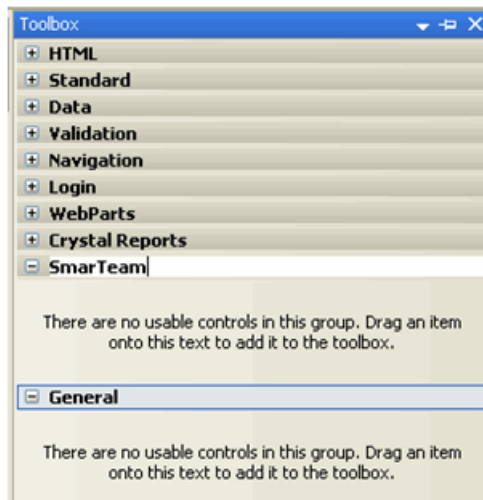 Toolbox
HTML
Standard
Data
Validation
Navigation
Login
WebParts
Crystal Reports
SmarTeam
There are no usable controls in this group. Drag an item
onto this text to add it to the toolbox.
General
There are no usable controls in this group. Drag an item
onto this text to add it to the toolbox.